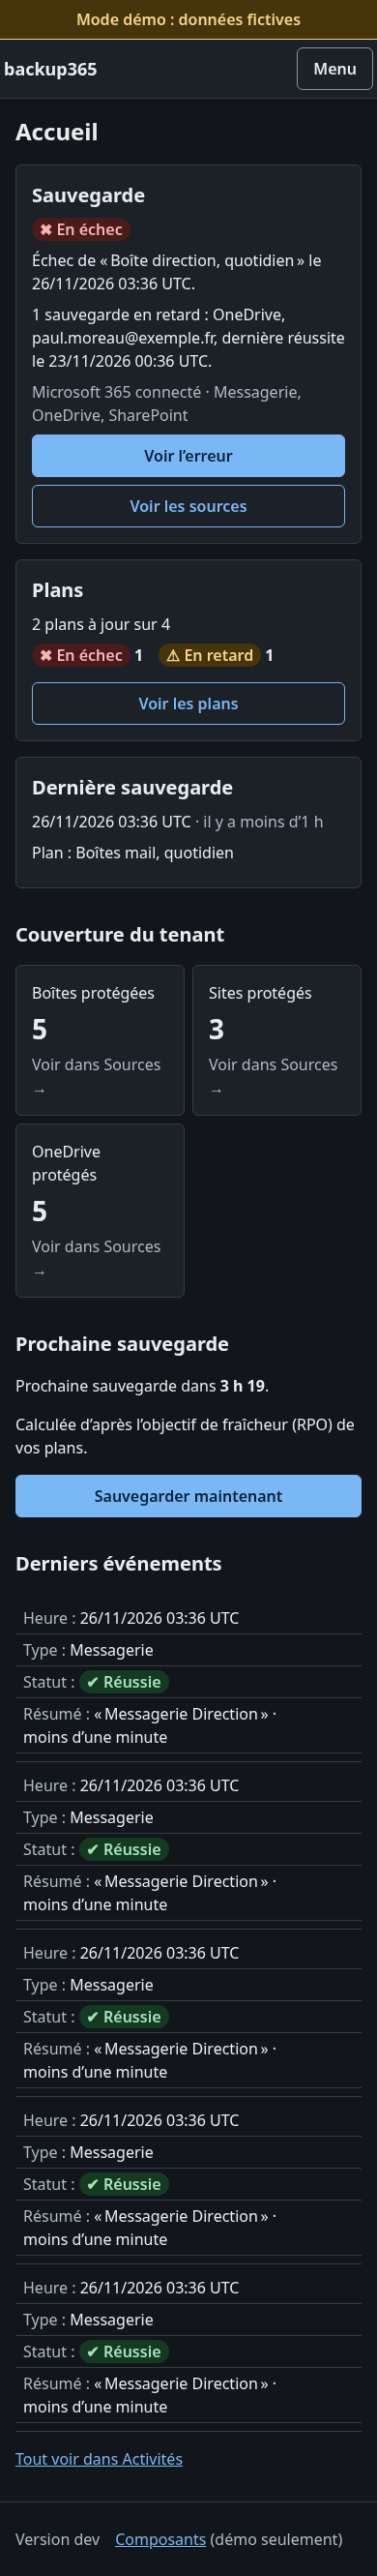 Mode démo : données fictives
backup365
Menu
Accueil
Sauvegarde
✖ En échec
Échec de « Boîte direction, quotidien » le
26/11/2026 03:36 UTC.
1 sauvegarde en retard : OneDrive,
paul.moreau@exemple.fr, dernière réussite
le 23/11/2026 00:36 UTC.
Microsoft 365 connecté · Messagerie,
OneDrive, SharePoint
Voir l’erreur
Voir les sources
Plans
2 plans à jour sur 4
✖ En échec 1 ⚠ En retard 1
Voir les plans
Dernière sauvegarde
26/11/2026 03:36 UTC · il y a moins d’1 h
Plan : Boîtes mail, quotidien
Couverture du tenant
Boîtes protégées
5
Voir dans Sources
→
Sites protégés
3
Voir dans Sources
→
OneDrive
protégés
5
Voir dans Sources
→
Prochaine sauvegarde
Prochaine sauvegarde dans 3 h 19.
Calculée d’après l’objectif de fraîcheur (RPO) de
vos plans.
Sauvegarder maintenant
Derniers événements
Heure : 26/11/2026 03:36 UTC
Type : Messagerie
Statut : ✔ Réussie
Résumé : « Messagerie Direction » ·
moins d’une minute
Heure : 26/11/2026 03:36 UTC
Type : Messagerie
Statut : ✔ Réussie
Résumé : « Messagerie Direction » ·
moins d’une minute
Heure : 26/11/2026 03:36 UTC
Type : Messagerie
Statut : ✔ Réussie
Résumé : « Messagerie Direction » ·
moins d’une minute
Heure : 26/11/2026 03:36 UTC
Type : Messagerie
Statut : ✔ Réussie
Résumé : « Messagerie Direction » ·
moins d’une minute
Heure : 26/11/2026 03:36 UTC
Type : Messagerie
Statut : ✔ Réussie
Résumé : « Messagerie Direction » ·
moins d’une minute
Tout voir dans Activités
Version dev Composants (démo seulement)